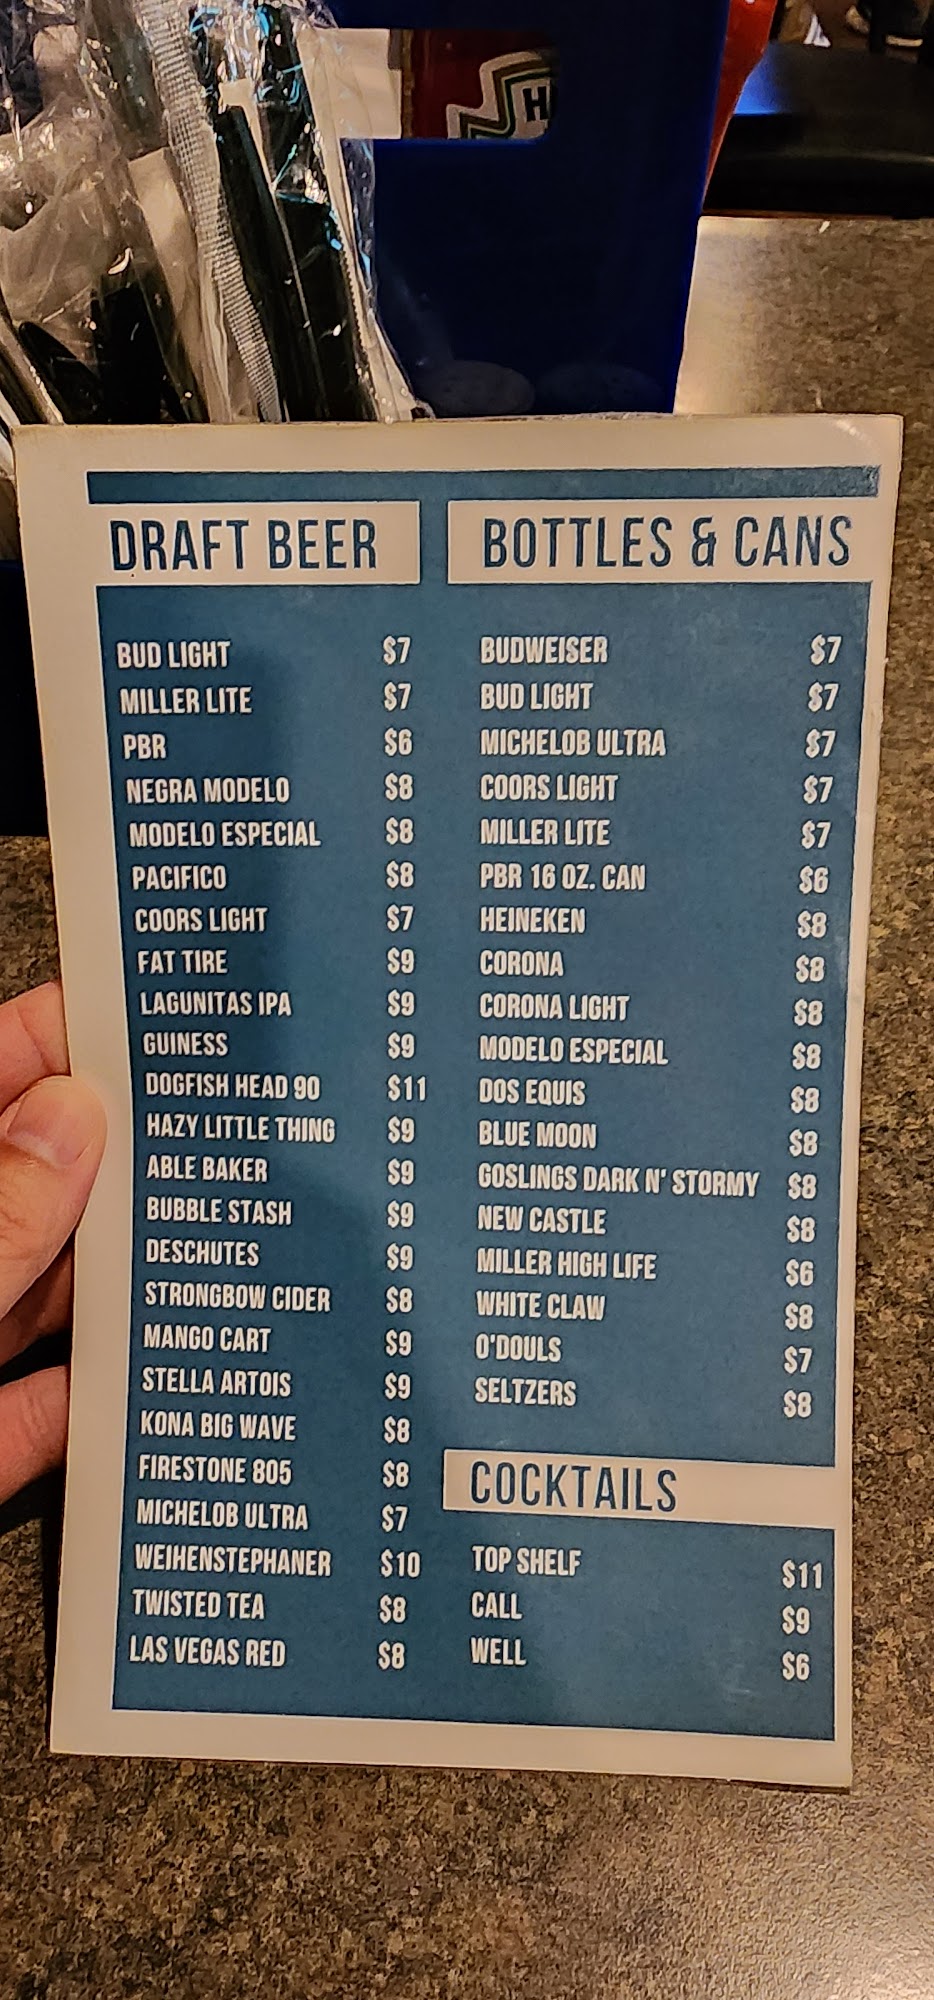 H
DRAFT BEER
BUD LIGHT $7
MILLER LITE $7
PBR $6
NEGRA MODELO $8
MODELO ESPECIAL $8
PACIFICO $8
COORS LIGHT $7
FAT TIRE $9
LAGUNITAS IPA $9
GUINESS $9
DOGFISH HEAD 90 $11
HAZY LITTLE THING $9
ABLE BAKER $9
BUBBLE STASH $9
DESCHUTES $9
STRONGBOW CIDER $8
MANGO CART $9
STELLA ARTOIS $9
KONA BIG WAVE $8
FIRESTONE 805 $8
MICHELOB ULTRA $7
WEIHENSTEPHANER $10
TWISTED TEA $8
LAS VEGAS RED $8
BOTTLES & CANS
BUDWEISER $7
BUD LIGHT $7
MICHELOB ULTRA $7
COORS LIGHT $7
MILLER LITE $7
PBR 16 OZ. CAN $6
HEINEKEN $8
CORONA $8
CORONA LIGHT $8
MODELO ESPECIAL $8
DOS EQUIS $8
BLUE MOON $8
GOSLINGS DARK N' STORMY $8
NEW CASTLE $8
MILLER HIGH LIFE $6
WHITE CLAW $8
O'DOULS $7
SELTZERS $8
COCKTAILS
TOP SHELF $11
CALL $9
WELL $6